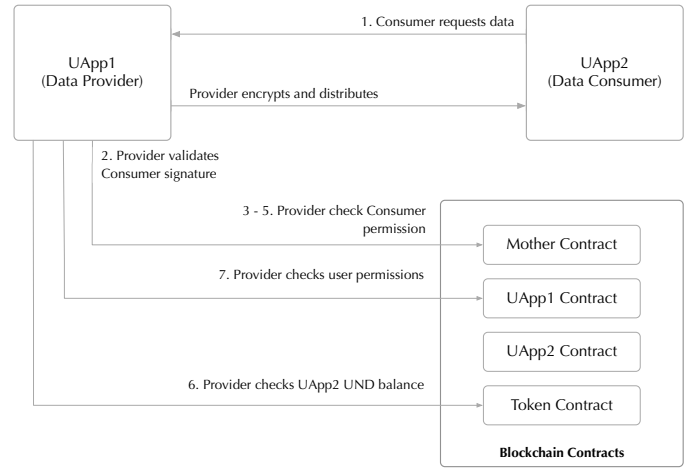 1. Consumer requests data
UApp1
(Data Provider)
UApp2
(Data Consumer)
Provider encrypts and distributes
2. Provider validates
Consumer signature
3 - 5. Provider check Consumer
permission
Mother Contract
7. Provider checks user permissions
UApp1 Contract
UApp2 Contract
6. Provider checks UApp2 UND balance
Token Contract
Blockchain Contracts